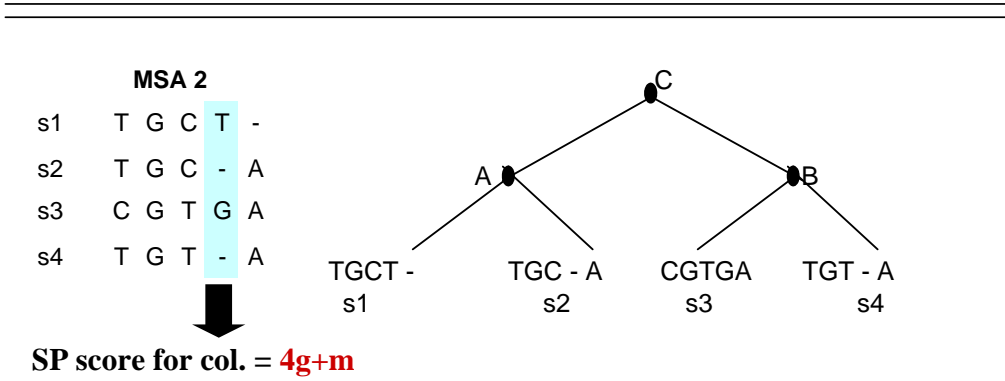 MSA 2
s1 T G C T -
s2 T G C - A
s3 C G T G A
s4 T G T - A
SP score for col. = 4g+m
C
A B
TGCT - TGC - A CGTGA TGT - A
s1 s2 s3 s4